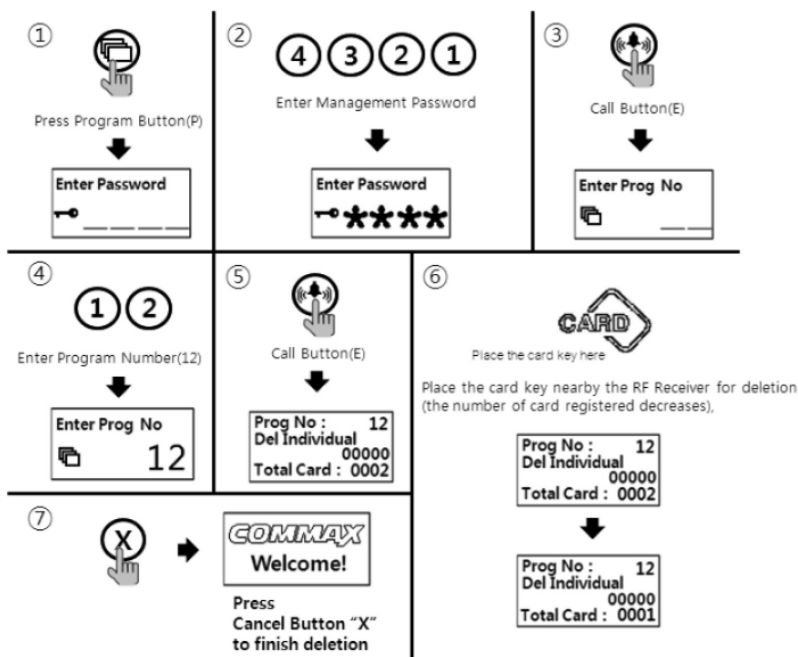 ①
Press Program Button(P)
Enter Password
②
4 3 2 1
Enter Management Password
Enter Password
③
Call Button(E)
Enter Prog No
④
1 2
Enter Program Number(12)
Enter Prog No
12
⑤
Call Button(E)
Prog No : 12
Del Individual
00000
Total Card : 0002
⑥
CARD
Place the card key here
Place the card key nearby the RF Receiver for deletion
(the number of card registered decreases),
Prog No : 12
Del Individual
00000
Total Card : 0002
Prog No : 12
Del Individual
00000
Total Card : 0001
⑦
X
COMMAX
Welcome!
Press
Cancel Button “X”
to finish deletion